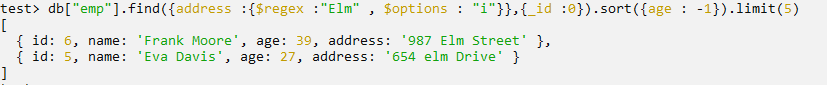 test> db["emp"].find({address :{$regex :"Elm" , $options : "i"}},{_id :0}).sort({age : -1}).limit(5)
[
  { id: 6, name: 'Frank Moore', age: 39, address: '987 Elm Street' },
  { id: 5, name: 'Eva Davis', age: 27, address: '654 elm Drive' }
]